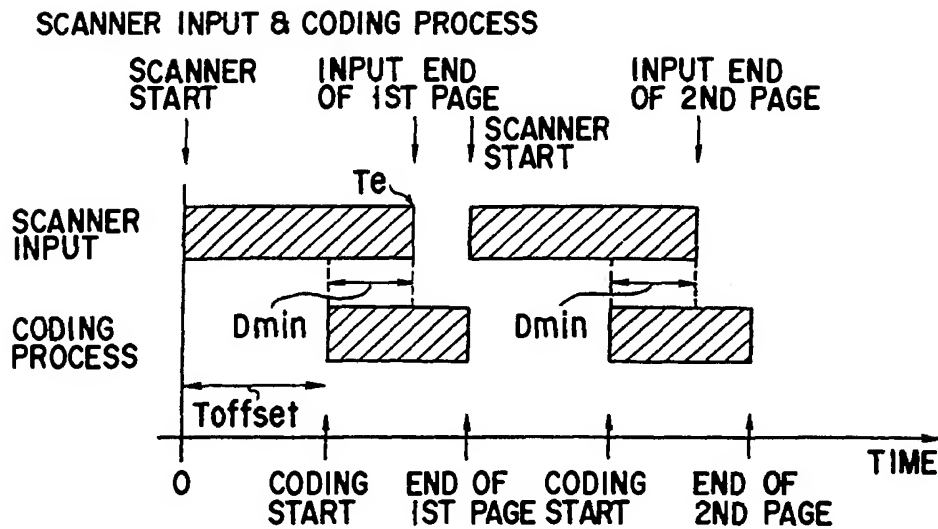 SCANNER INPUT & CODING PROCESS
SCANNER
START
INPUT END
OF 1ST PAGE
SCANNER
START
INPUT END
OF 2ND PAGE
Te
SCANNER
INPUT
Dmin
Dmin
CODING
PROCESS
Toffset
TIME
0
CODING
START
END OF
1ST PAGE
CODING
START
END OF
2ND PAGE